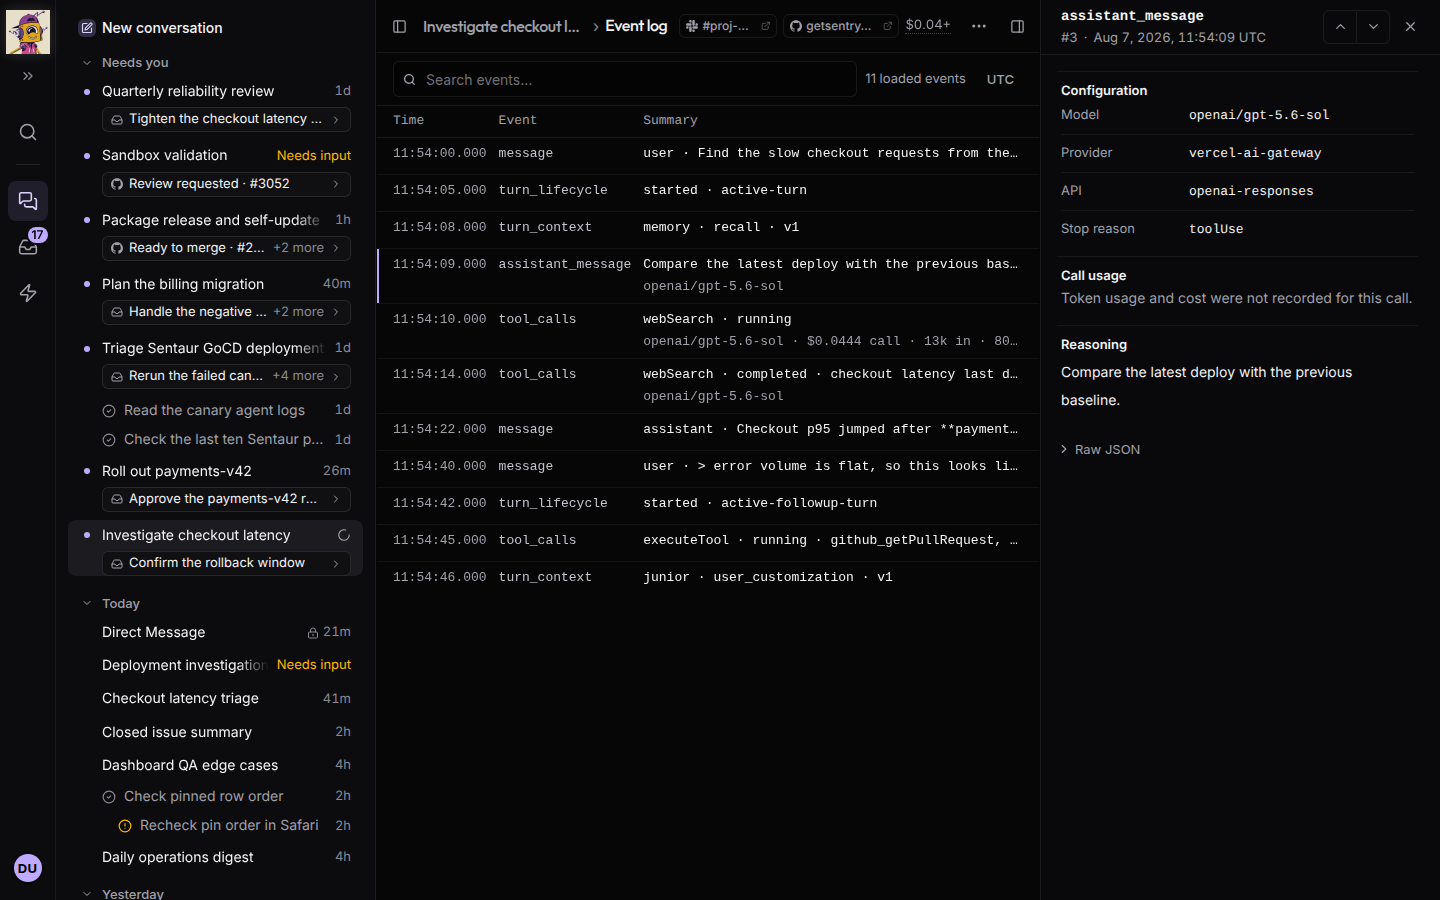 New conversation
Needs you
Quarterly reliability review 1d
Tighten the checkout latency ...
Sandbox validation Needs input
Review requested · #3052
Package release and self-update 1h
Ready to merge · #2... +2 more
Plan the billing migration 40m
Handle the negative ... +2 more
Triage Sentaur GoCD deployment 1d
Rerun the failed can... +4 more
Read the canary agent logs 1d
Check the last ten Sentaur p... 1d
Roll out payments-v42 26m
Approve the payments-v42 r...
Investigate checkout latency
Confirm the rollback window
Today
Direct Message 21m
Deployment investigation Needs input
Checkout latency triage 41m
Closed issue summary 2h
Dashboard QA edge cases 4h
Check pinned row order 2h
Recheck pin order in Safari 2h
Daily operations digest 4h
Yesterday
17
DU
Investigate checkout l... › Event log #proj-... getsentry... $0.04+
Search events... 11 loaded events UTC
Time Event Summary
11:54:00.000 message user · Find the slow checkout requests from the…
11:54:05.000 turn_lifecycle started · active-turn
11:54:08.000 turn_context memory · recall · v1
11:54:09.000 assistant_message Compare the latest deploy with the previous bas…
openai/gpt-5.6-sol
11:54:10.000 tool_calls webSearch · running
openai/gpt-5.6-sol · $0.0444 call · 13k in · 80…
11:54:14.000 tool_calls webSearch · completed · checkout latency last d…
openai/gpt-5.6-sol
11:54:22.000 message assistant · Checkout p95 jumped after **payment…
11:54:40.000 message user · > error volume is flat, so this looks li…
11:54:42.000 turn_lifecycle started · active-followup-turn
11:54:45.000 tool_calls executeTool · running · github_getPullRequest, …
11:54:46.000 turn_context junior · user_customization · v1
assistant_message
#3 · Aug 7, 2026, 11:54:09 UTC
Configuration
Model openai/gpt-5.6-sol
Provider vercel-ai-gateway
API openai-responses
Stop reason toolUse
Call usage
Token usage and cost were not recorded for this call.
Reasoning
Compare the latest deploy with the previous
baseline.
Raw JSON